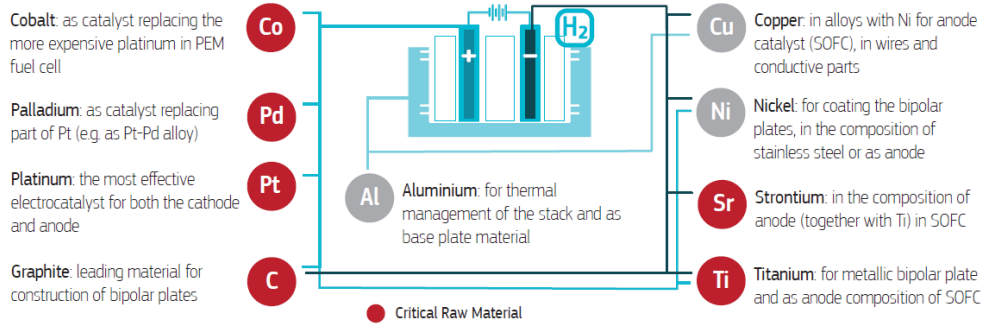 Cobalt: as catalyst replacing the
more expensive platinum in PEM
fuel cell
Co
Palladium: as catalyst replacing
part of Pt (e.g. as Pt-Pd alloy)
Pd
Platinum: the most effective
electrocatalyst for both the cathode
and anode
Pt
Graphite: leading material for
construction of bipolar plates
C
+
−
H2
Al
Aluminium: for thermal
management of the stack and as
base plate material
Critical Raw Material
Cu
Copper: in alloys with Ni for anode
catalyst (SOFC), in wires and
conductive parts
Ni
Nickel: for coating the bipolar
plates, in the composition of
stainless steel or as anode
Sr
Strontium: in the composition of
anode (together with Ti) in SOFC
Ti
Titanium: for metallic bipolar plate
and as anode composition of SOFC